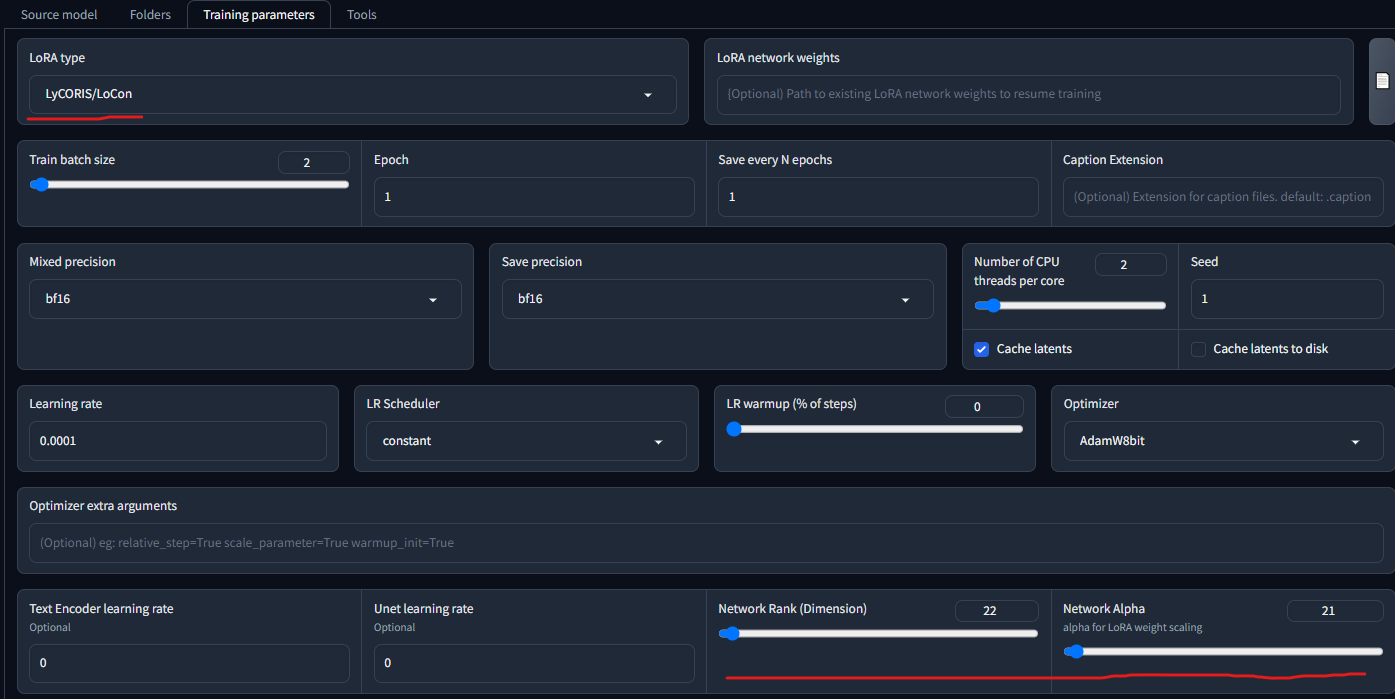 Source model Folders Training parameters Tools
LoRA type LoRA network weights
LyCORIS/LoCon (Optional) Path to existing LoRA network weights to resume training
Train batch size 2 Epoch Save every N epochs Caption Extension
1 1 (Optional) Extension for caption files. default: .caption
Mixed precision Save precision Number of CPU threads per core 2 Seed
bf16 bf16 1
Cache latents Cache latents to disk
Learning rate LR Scheduler LR warmup (% of steps) 0 Optimizer
0.0001 constant AdamW8bit
Optimizer extra arguments
(Optional) eg: relative_step=True scale_parameter=True warmup_init=True
Text Encoder learning rate Unet learning rate Network Rank (Dimension) 22 Network Alpha 21
Optional Optional alpha for LoRA weight scaling
0 0